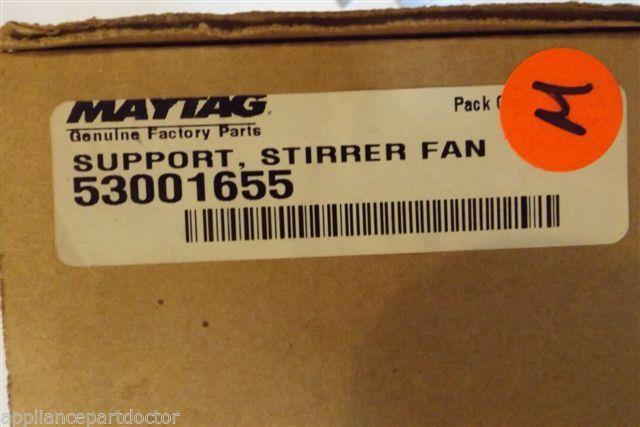 MAYTAG
Pack
Genuine Factory Parts
SUPPORT, STIRRER FAN
53001655
appliancepartdoctor